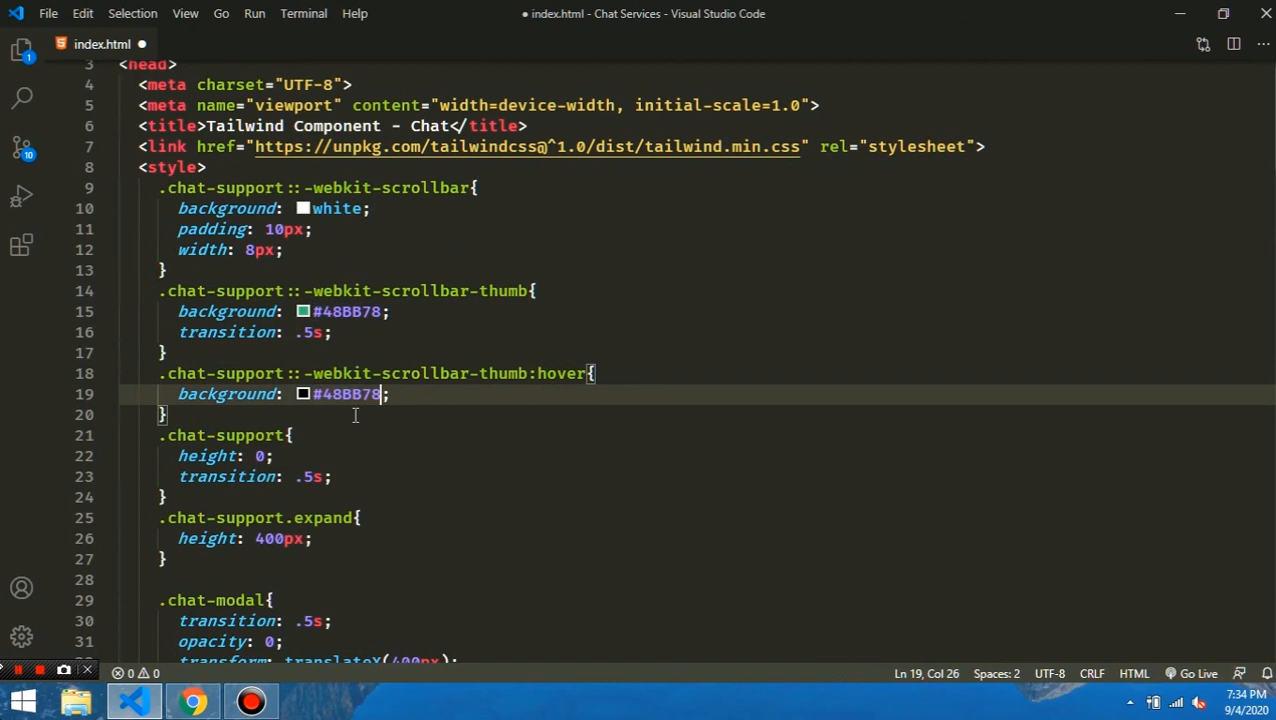 File Edit Selection View Go Run Terminal Help ● index.html - Chat Services - Visual Studio Code
index.html
1
10
3 <head>
4 <meta charset="UTF-8">
5 <meta name="viewport" content="width=device-width, initial-scale=1.0">
6 <title>Tailwind Component - Chat</title>
7 <link href="https://unpkg.com/tailwindcss@^1.0/dist/tailwind.min.css" rel="stylesheet">
8 <style>
9 .chat-support::-webkit-scrollbar{
10 background: white;
11 padding: 10px;
12 width: 8px;
13 }
14 .chat-support::-webkit-scrollbar-thumb{
15 background: #48BB78;
16 transition: .5s;
17 }
18 .chat-support::-webkit-scrollbar-thumb:hover{
19 background: #48BB78;
20 }
21 .chat-support{
22 height: 0;
23 transition: .5s;
24 }
25 .chat-support.expand{
26 height: 400px;
27 }
28
29 .chat-modal{
30 transition: .5s;
31 opacity: 0;
transform: translateX(400px);
0 0 Ln 19, Col 26 Spaces: 2 UTF-8 CRLF HTML Go Live
7:34 PM
9/4/2020